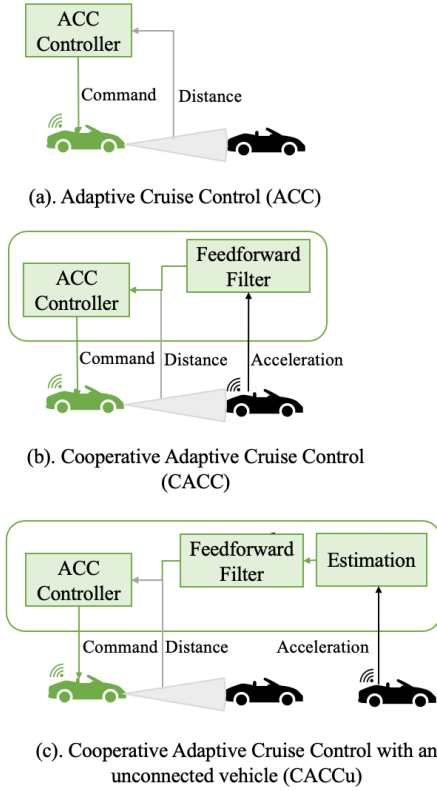 ACC
Controller
Command
Distance
(a). Adaptive Cruise Control (ACC)
Feedforward
Filter
ACC
Controller
Command
Distance
Acceleration
(b). Cooperative Adaptive Cruise Control
(CACC)
ACC
Controller
Feedforward
Filter
Estimation
Command
Distance
Acceleration
(c). Cooperative Adaptive Cruise Control with an
unconnected vehicle (CACCu)